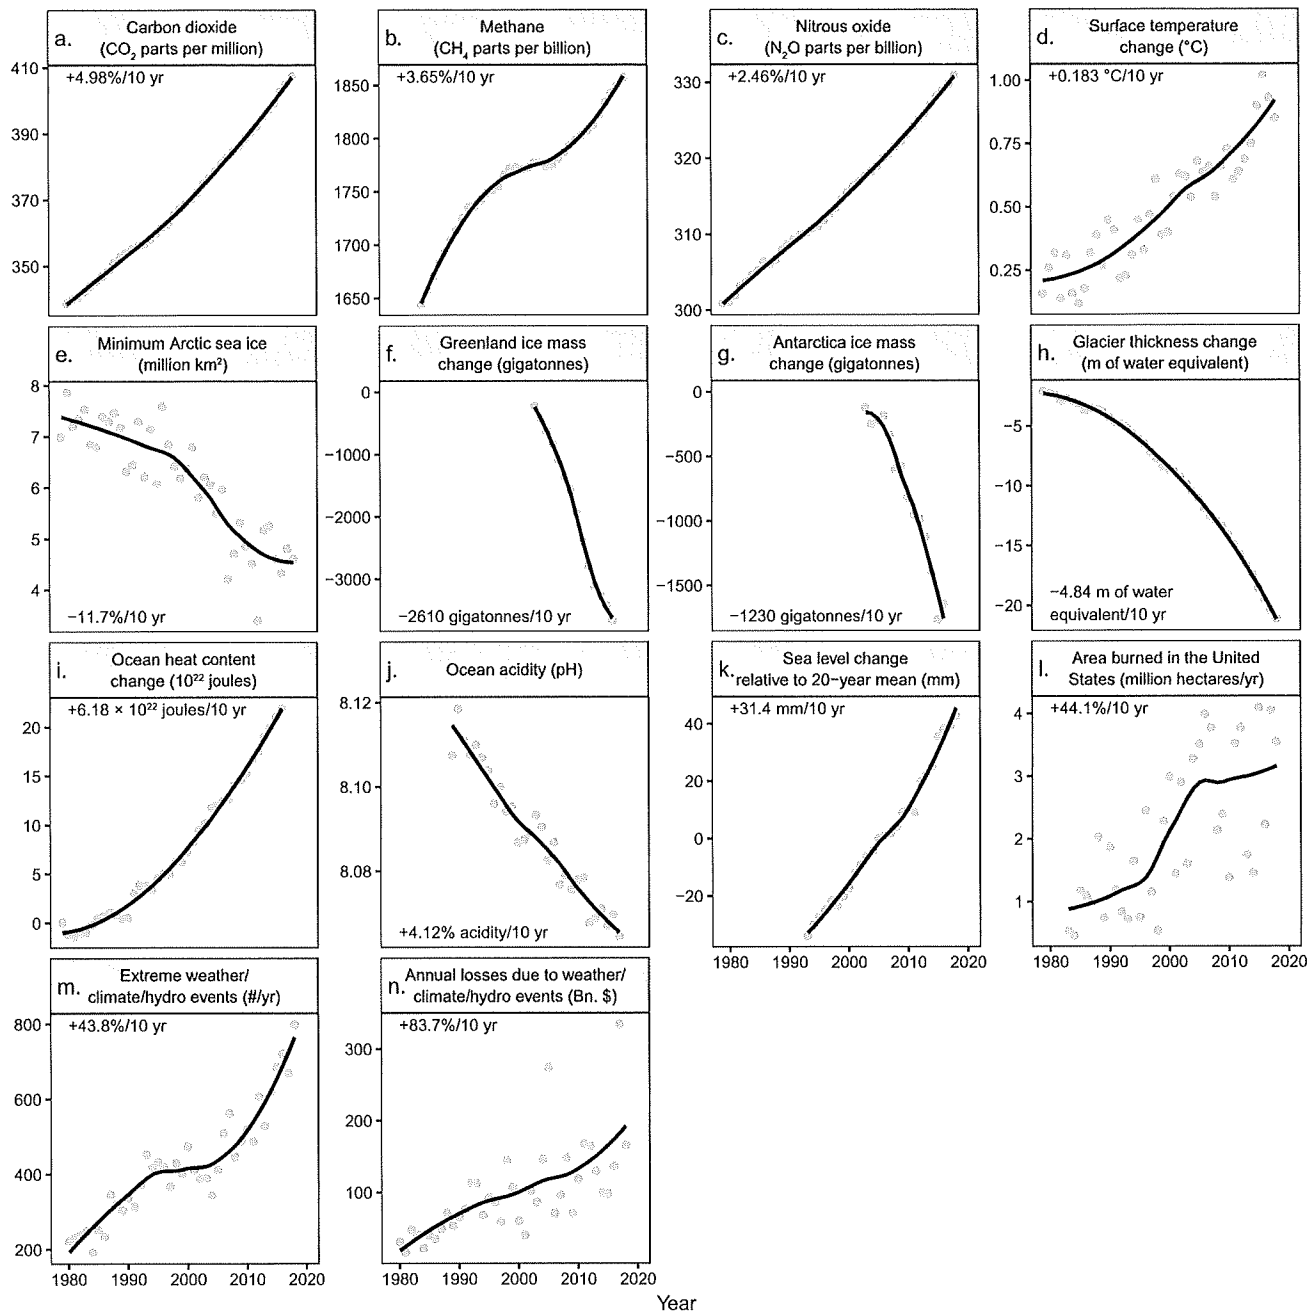 a.
Carbon dioxide
(CO₂ parts per million)
+4.98%/10 yr
410
390
370
350
b.
Methane
(CH₄ parts per billion)
+3.65%/10 yr
1850
1800
1750
1700
1650
c.
Nitrous oxide
(N₂O parts per billion)
+2.46%/10 yr
330
320
310
300
d.
Surface temperature
change (°C)
+0.183 °C/10 yr
1.00
0.75
0.50
0.25
e.
Minimum Arctic sea ice
(million km²)
8
7
6
5
4
−11.7%/10 yr
f.
Greenland ice mass
change (gigatonnes)
0
−1000
−2000
−3000
−2610 gigatonnes/10 yr
g.
Antarctica ice mass
change (gigatonnes)
0
−500
−1000
−1500
−1230 gigatonnes/10 yr
h.
Glacier thickness change
(m of water equivalent)
−5
−10
−15
−20
−4.84 m of water
equivalent/10 yr
i.
Ocean heat content
change (10²² joules)
+6.18 × 10²² joules/10 yr
20
15
10
5
0
j.
Ocean acidity (pH)
8.12
8.10
8.08
+4.12% acidity/10 yr
k.
Sea level change
relative to 20−year mean (mm)
+31.4 mm/10 yr
40
20
0
−20
1980 1990 2000 2010 2020
l.
Area burned in the United
States (million hectares/yr)
+44.1%/10 yr
4
3
2
1
1980 1990 2000 2010 2020
m.
Extreme weather/
climate/hydro events (#/yr)
+43.8%/10 yr
800
600
400
200
1980 1990 2000 2010 2020
n.
Annual losses due to weather/
climate/hydro events (Bn. $)
+83.7%/10 yr
300
200
100
1980 1990 2000 2010 2020
Year